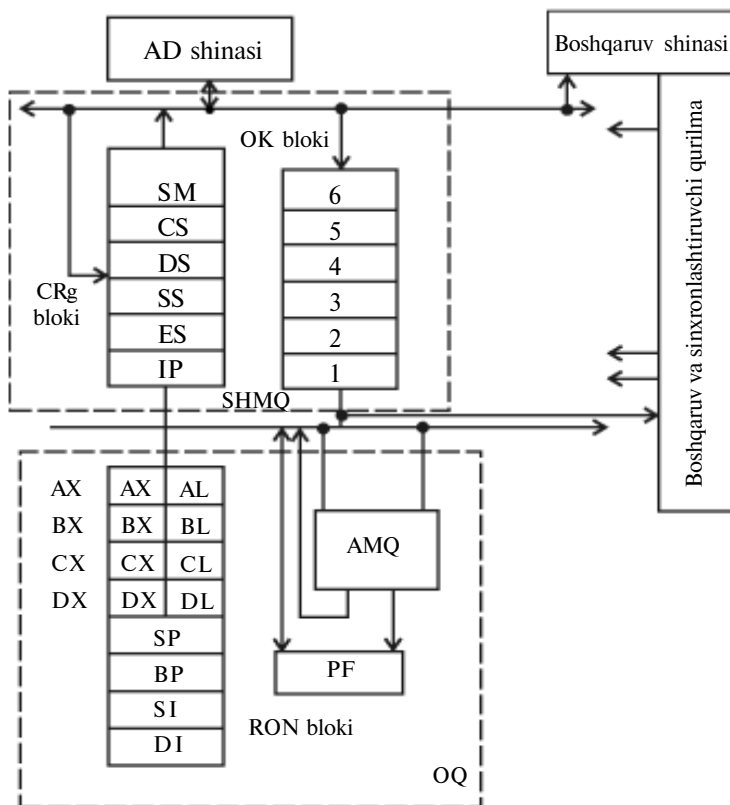 AD shinasi
Boshqaruv shinasi
OK bloki
SM
CS
DS
SS
ES
IP
CRg
bloki
6
5
4
3
2
1
SHMQ
Boshqaruv va sinxronlashtiruvchi qurilma
AX AX AL
BX BX BL
CX CX CL
DX DX DL
SP
BP
SI
DI
AMQ
PF
RON bloki
OQ